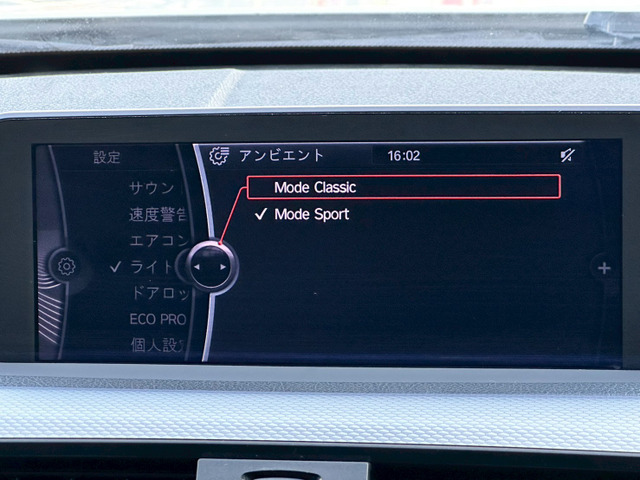 設定
アンビエント 16:02
サウン
速度警告
エアコン
✓ ライト
ドアロッ
ECO PRO
個人設定
Mode Classic
✓ Mode Sport